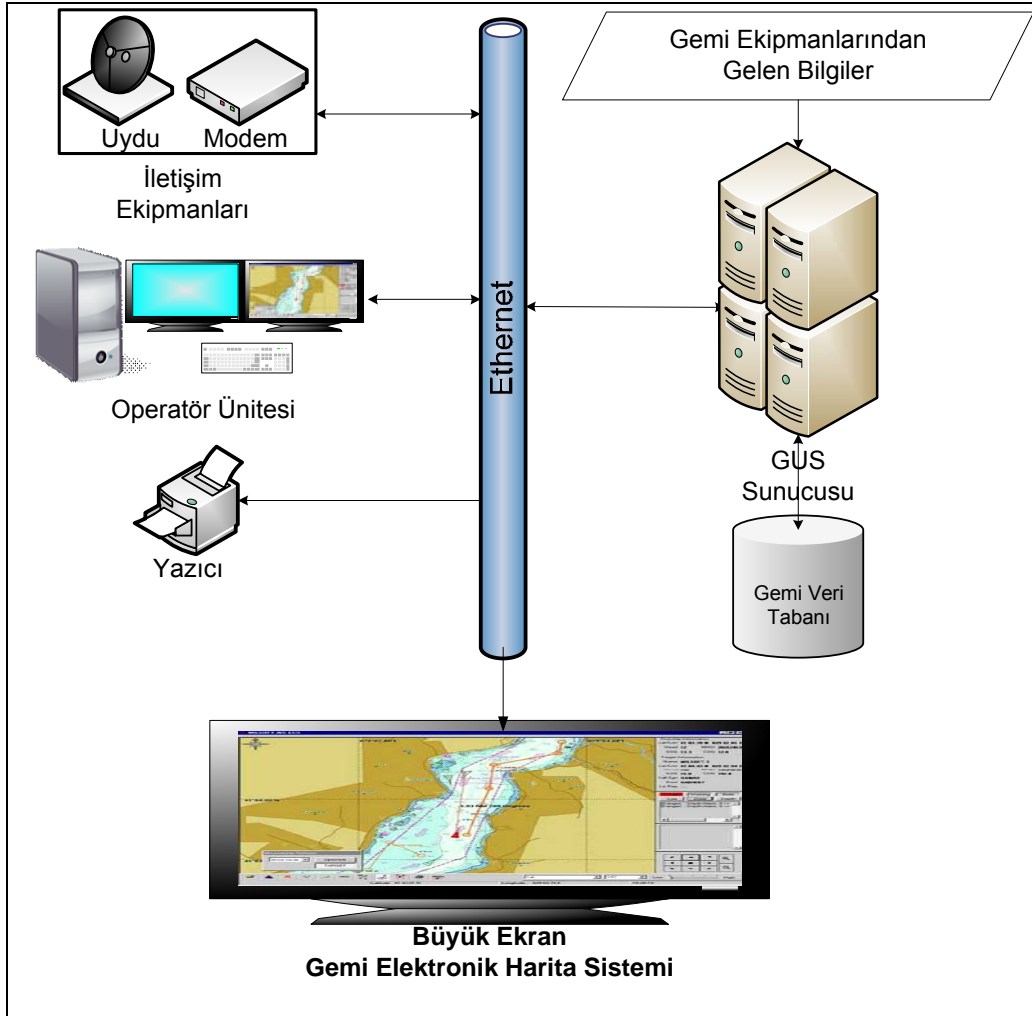 Uydu
Modem
İletişim
Ekipmanları
Operatör Ünitesi
Yazıcı
Ethernet
Gemi Ekipmanlarından
Gelen Bilgiler
GUS
Sunucusu
Gemi Veri
Tabanı
Büyük Ekran
Gemi Elektronik Harita Sistemi